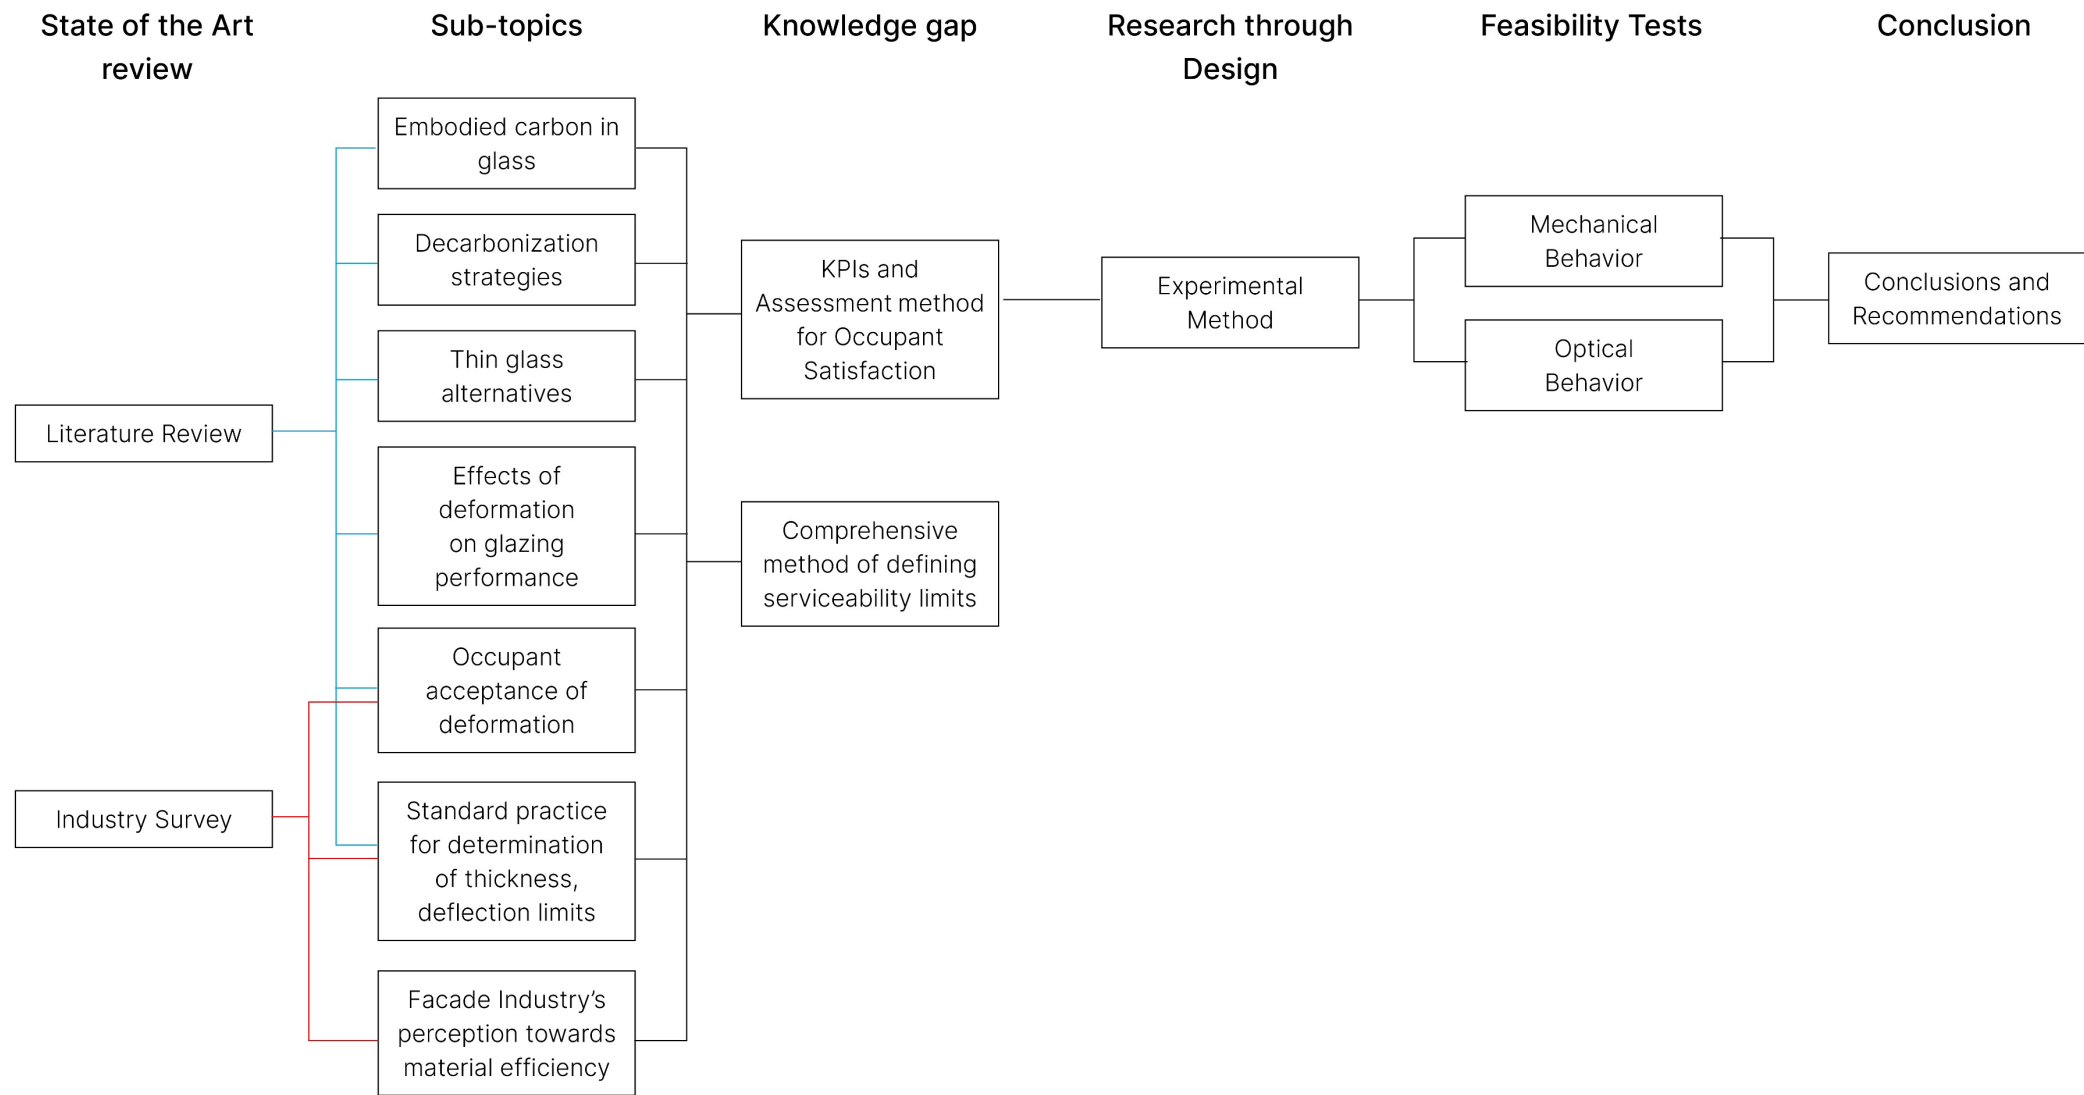 State of the Art
review
Sub-topics
Knowledge gap
Research through
Design
Feasibility Tests
Conclusion
Literature Review
Industry Survey
Embodied carbon in
glass
Decarbonization
strategies
Thin glass
alternatives
Effects of
deformation
on glazing
performance
Occupant
acceptance of
deformation
Standard practice
for determination
of thickness,
deflection limits
Facade Industry’s
perception towards
material efficiency
KPIs and
Assessment method
for Occupant
Satisfaction
Comprehensive
method of defining
serviceability limits
Experimental
Method
Mechanical
Behavior
Optical
Behavior
Conclusions and
Recommendations